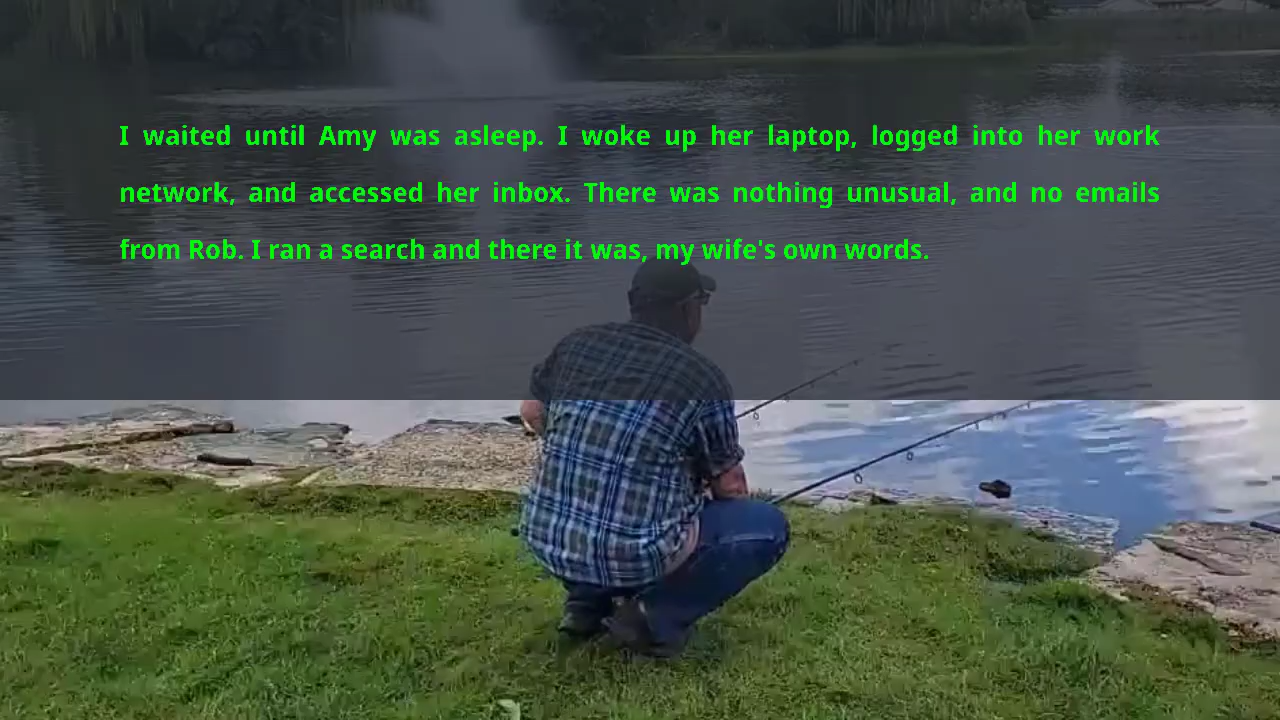 I waited until Amy was asleep. I woke up her laptop, logged into her work
network, and accessed her inbox. There was nothing unusual, and no emails
from Rob. I ran a search and there it was, my wife's own words.